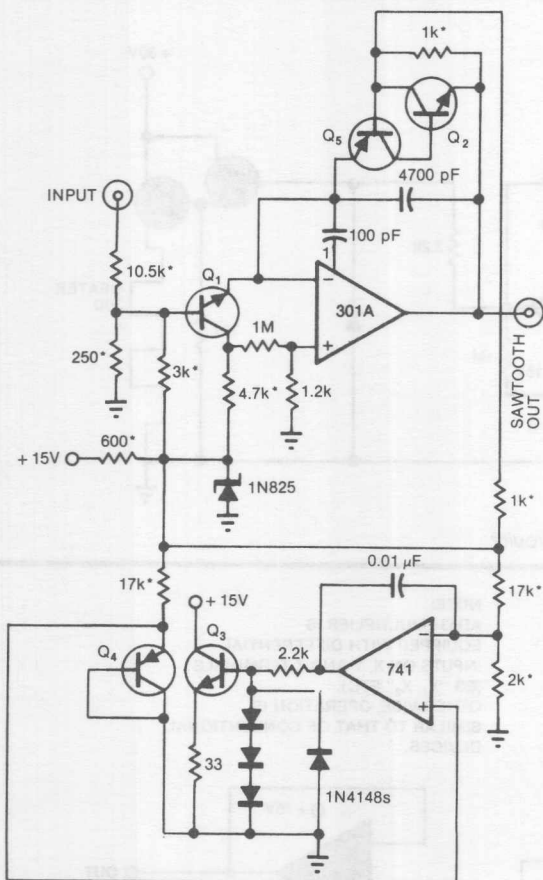 1k*
Q5
Q2
4700 pF
INPUT
100 pF
10.5k*
Q1
1
−
1M
301A
+
250*
3k*
4.7k*
1.2k
SAWTOOTH OUT
600*
+ 15V
1N825
1k*
0.01 µF
17k*
17k*
+ 15V
Q4
Q3
2.2k
741
−
+
2k*
33
1N4148s
NOTE: